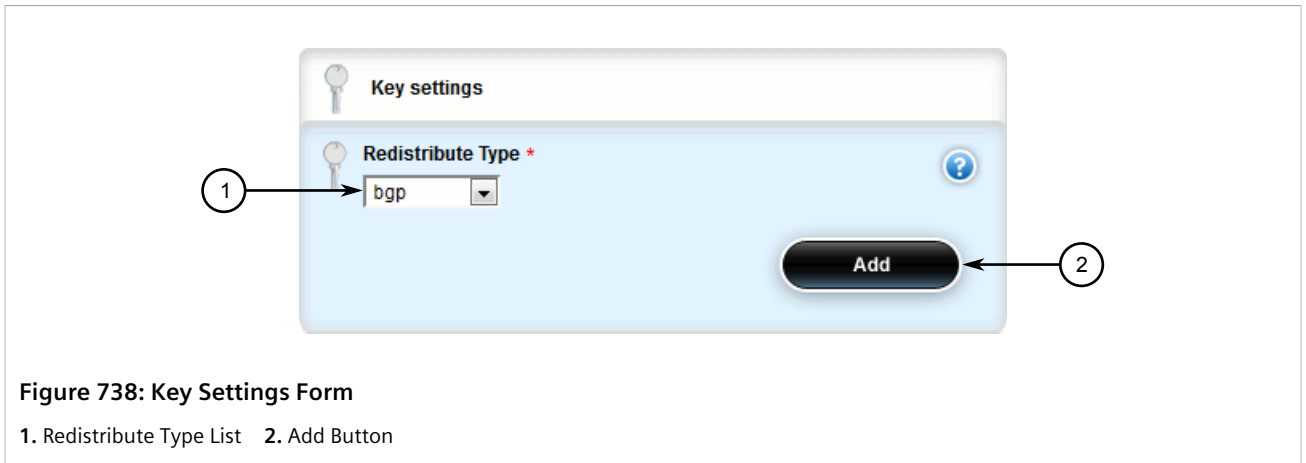 Key settings
Redistribute Type *
1
bgp
?
Add
2
Figure 738: Key Settings Form
1. Redistribute Type List 2. Add Button